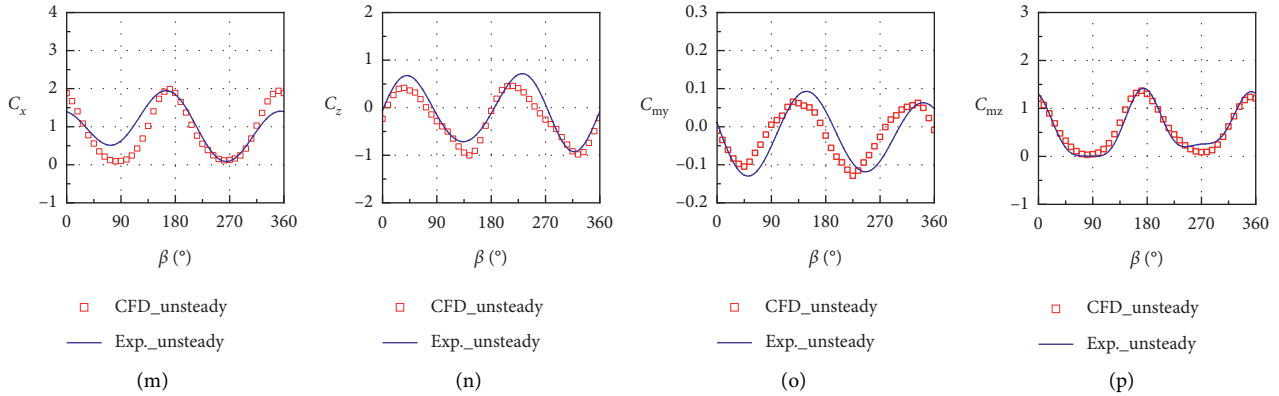 4
3
2
1
0
–1
C_x
0 90 180 270 360
β (°)
CFD_unsteady
Exp._unsteady
(m)
2
1
0
–1
–2
C_z
0 90 180 270 360
β (°)
CFD_unsteady
Exp._unsteady
(n)
0.2
0.1
0.0
–0.1
–0.2
C_my
0 90 180 270 360
β (°)
CFD_unsteady
Exp._unsteady
(o)
0.3
2
1
0
–1
C_mz
0 90 180 270 360
β (°)
CFD_unsteady
Exp._unsteady
(p)
3